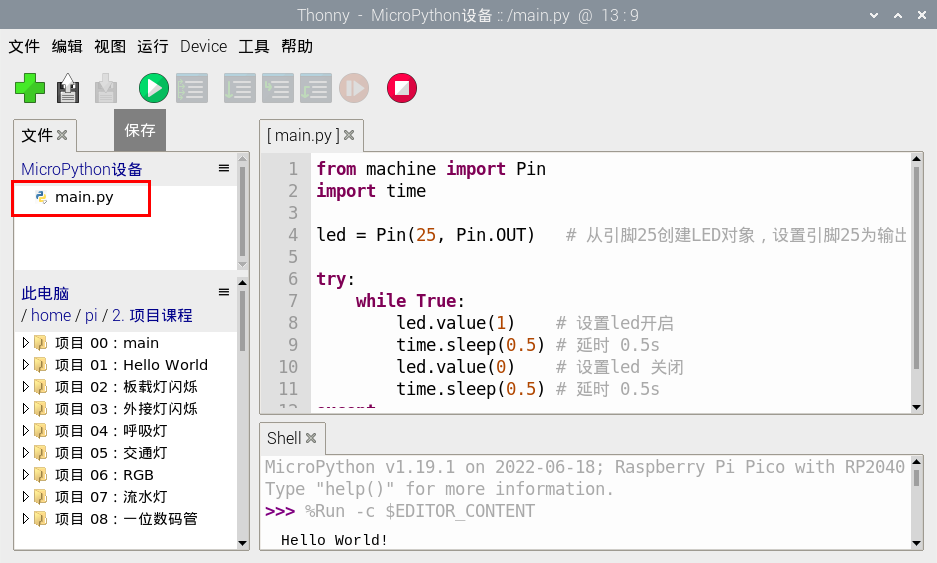 Thonny - MicroPython设备 :: /main.py @ 13 : 9
文件 编辑 视图 运行 Device 工具 帮助
保存
文件
MicroPython设备
main.py
此电脑
/ home / pi / 2. 项目课程
项目 00 : main
项目 01 : Hello World
项目 02 : 板载灯闪烁
项目 03 : 外接灯闪烁
项目 04 : 呼吸灯
项目 05 : 交通灯
项目 06 : RGB
项目 07 : 流水灯
项目 08 : 一位数码管
[ main.py ]
1 from machine import Pin
2 import time
3
4 led = Pin(25, Pin.OUT)   # 从引脚25创建LED对象，设置引脚25为输出
5
6 try:
7     while True:
8         led.value(1)    # 设置led开启
9         time.sleep(0.5) # 延时 0.5s
10         led.value(0)    # 设置led 关闭
11         time.sleep(0.5) # 延时 0.5s
12 except
Shell
MicroPython v1.19.1 on 2022-06-18; Raspberry Pi Pico with RP2040
Type "help()" for more information.
>>> %Run -c $EDITOR_CONTENT
Hello World!